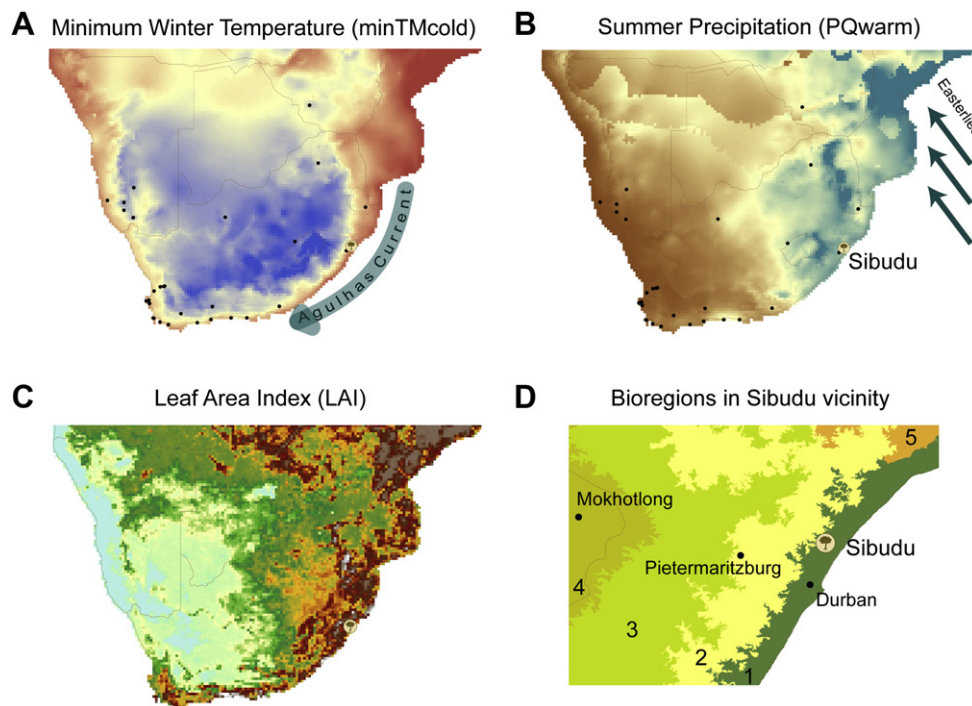 A Minimum Winter Temperature (minTMcold)
Agulhas Current
B Summer Precipitation (PQwarm)
Easterlies
Sibudu
C Leaf Area Index (LAI)
D Bioregions in Sibudu vicinity
5
Mokhotlong
Sibudu
Pietermaritzburg
Durban
4
3
2
1